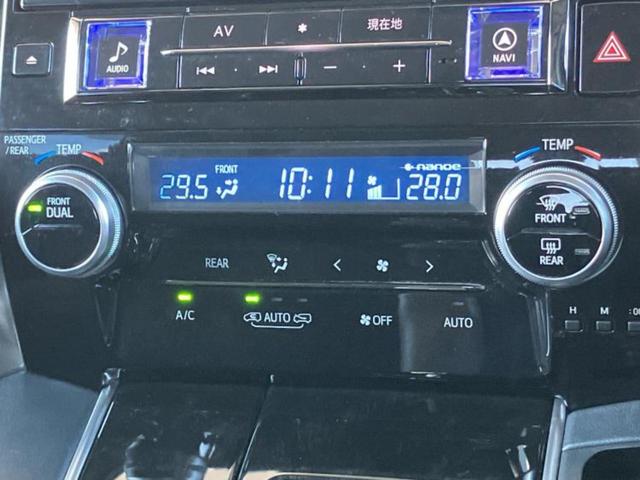 AV
現在地
AUDIO
NAVI
PASSENGER
/REAR
TEMP
TEMP
FRONT
nanoe
29.5
10:11
28.0
FRONT
DUAL
FRONT
REAR
REAR
A/C
AUTO
OFF
AUTO
H
M
:00